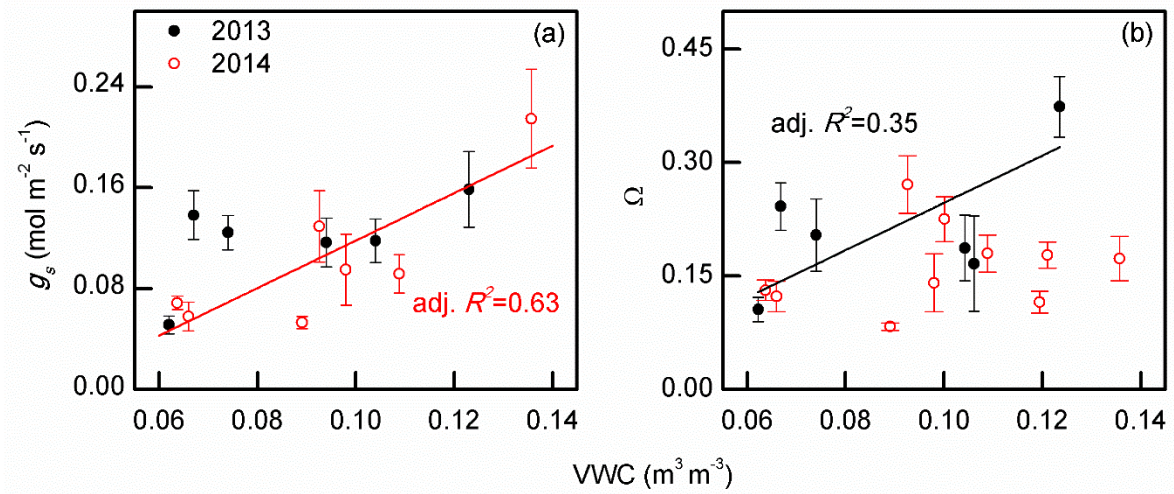 2013
2014
(a)
(b)
adj. R²=0.63
adj. R²=0.35
gₛ (mol m⁻² s⁻¹)
0.24
0.16
0.08
0.00
0.06 0.08 0.10 0.12 0.14
Ω
0.45
0.30
0.15
0.00
0.06 0.08 0.10 0.12 0.14
VWC (m³ m⁻³)